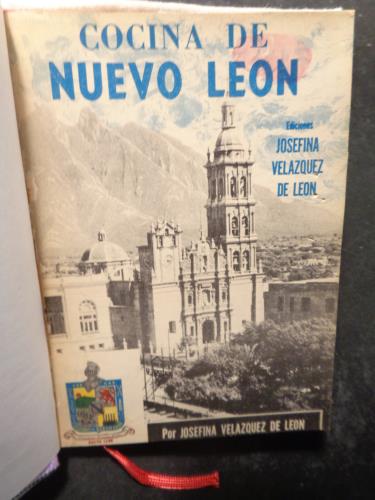 COCINA DE
NUEVO LEON
Ediciones
JOSEFINA
VELAZQUEZ
DE LEON
Por JOSEFINA VELAZQUEZ DE LEON